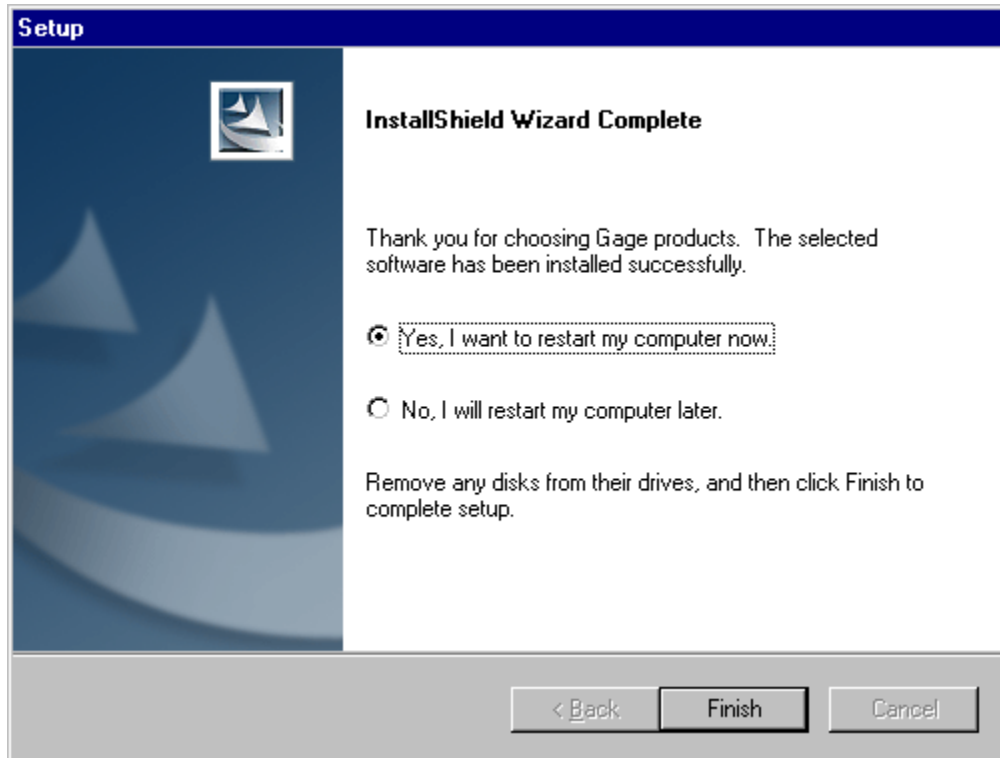 Setup
InstallShield Wizard Complete
Thank you for choosing Gage products.  The selected
software has been installed successfully.
Yes, I want to restart my computer now.
No, I will restart my computer later.
Remove any disks from their drives, and then click Finish to
complete setup.
< Back
Finish
Cancel